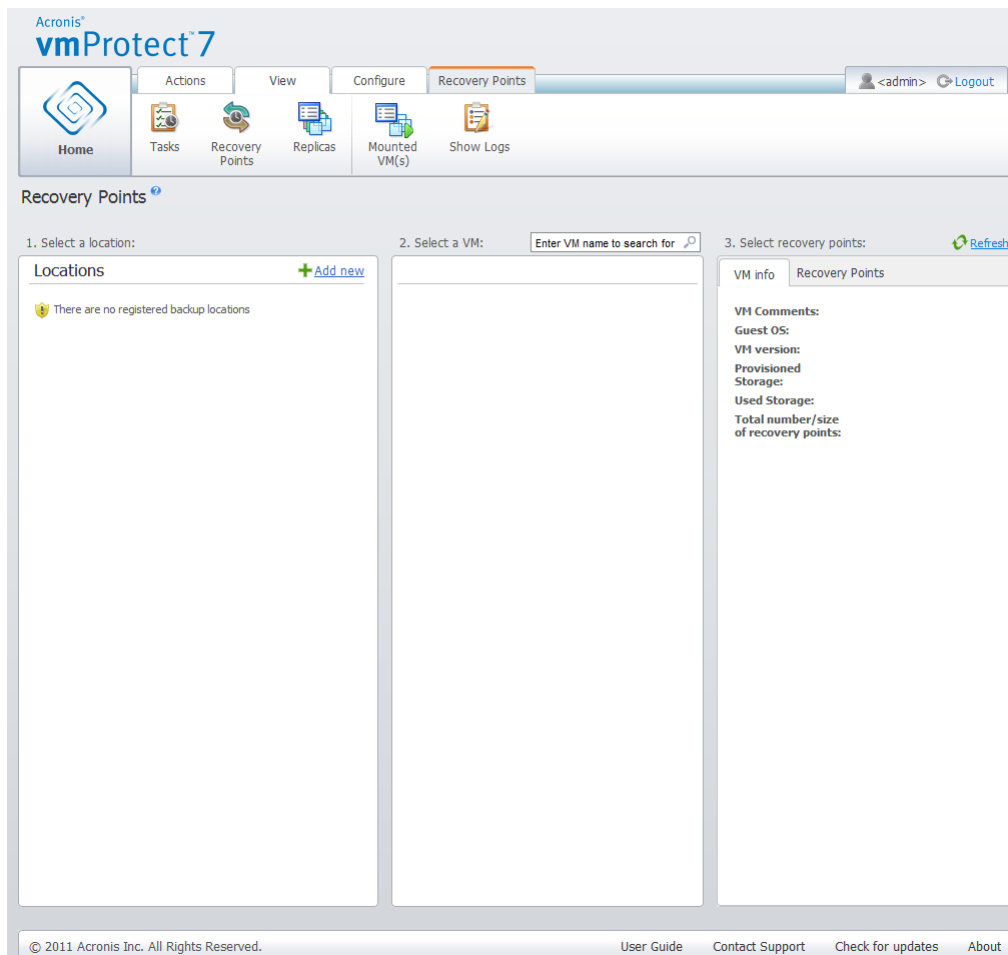 Acronis®
vmProtect™ 7
Actions View Configure Recovery Points <admin> Logout
Home
Tasks
Recovery Points
Replicas
Mounted VM(s)
Show Logs
Recovery Points ?
1. Select a location:
Locations Add new
There are no registered backup locations
2. Select a VM: Enter VM name to search for
3. Select recovery points: Refresh
VM info Recovery Points
VM Comments:
Guest OS:
VM version:
Provisioned
Storage:
Used Storage:
Total number/size
of recovery points:
© 2011 Acronis Inc. All Rights Reserved. User Guide Contact Support Check for updates About